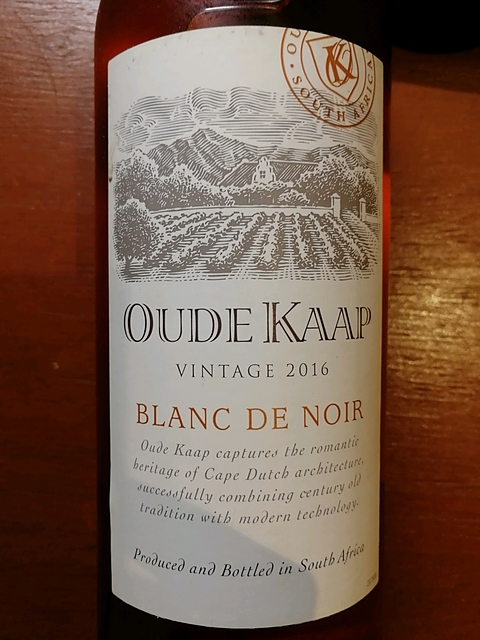 OU
K
SOUTH AFRICA
OUDE KAAP
VINTAGE 2016
BLANC DE NOIR
Oude Kaap captures the romantic
heritage of Cape Dutch architecture,
successfully combining century old
tradition with modern technology.
Produced and Bottled in South Africa